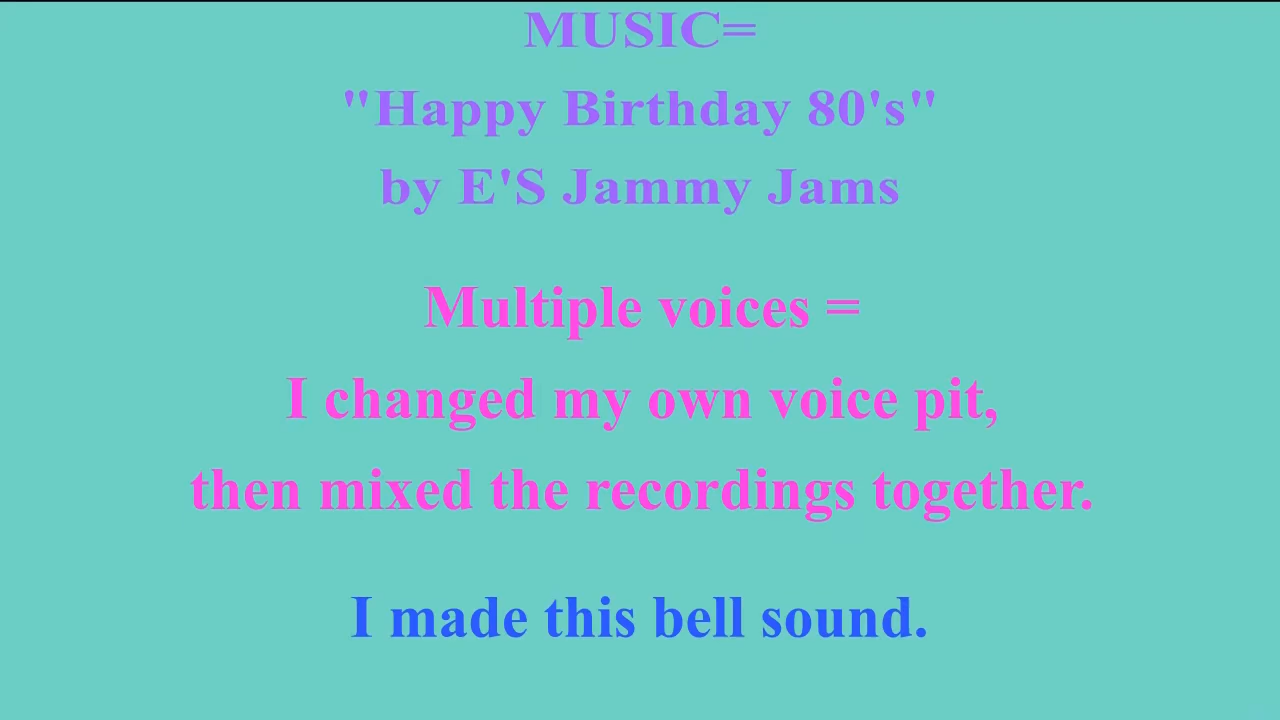 MUSIC=
"Happy Birthday 80's"
by E'S Jammy Jams
Multiple voices =
I changed my own voice pit,
then mixed the recordings together.
I made this bell sound.